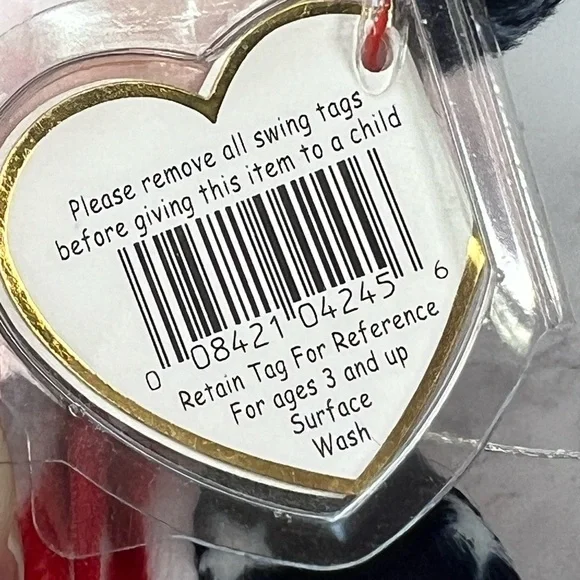 Please remove all swing tags
before giving this item to a child
0 08421 04245 6
Retain Tag For Reference
For ages 3 and up
Surface
Wash